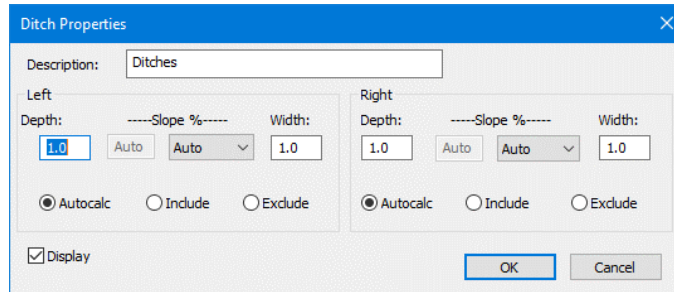 Ditch Properties
Description: Ditches
Left Right
Depth: -----Slope %----- Width: Depth: -----Slope %----- Width:
1.0 Auto Auto 1.0 1.0 Auto Auto 1.0
Autocalc Include Exclude Autocalc Include Exclude
Display
OK Cancel